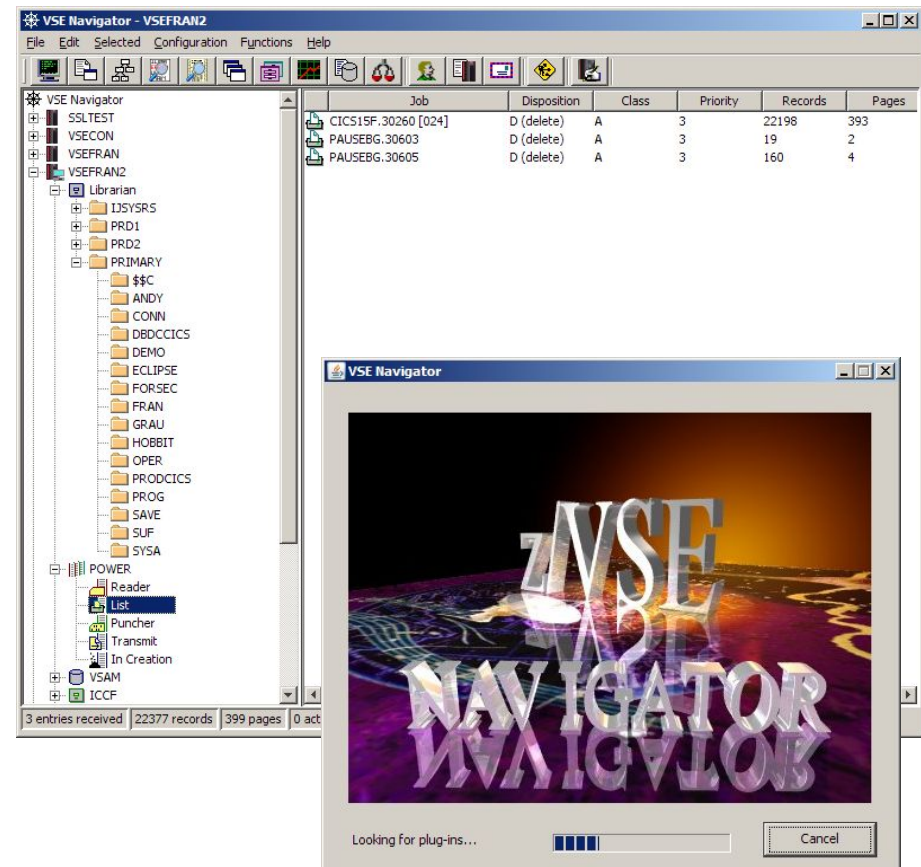 VSE Navigator - VSEFRAN2
File Edit Selected Configuration Functions Help
VSE Navigator
SSLTEST
VSECON
VSEFRAN
VSEFRAN2
Librarian
IJSYSRS
PRD1
PRD2
PRIMARY
$$C
ANDY
CONN
DBDCCICS
DEMO
ECLIPSE
FORSEC
FRAN
GRAU
HOBBIT
OPER
PRODCICS
PROG
SAVE
SUF
SYSA
POWER
Reader
List
Puncher
Transmit
In Creation
VSAM
ICCF
Job Disposition Class Priority Records Pages
CICS15F.30260 [024] D (delete) A 3 22198 393
PAUSEBG.30603 D (delete) A 3 19 2
PAUSEBG.30605 D (delete) A 3 160 4
3 entries received 22377 records 399 pages 0 act
VSE Navigator
z/VSE
NAVIGATOR
Looking for plug-ins...
Cancel